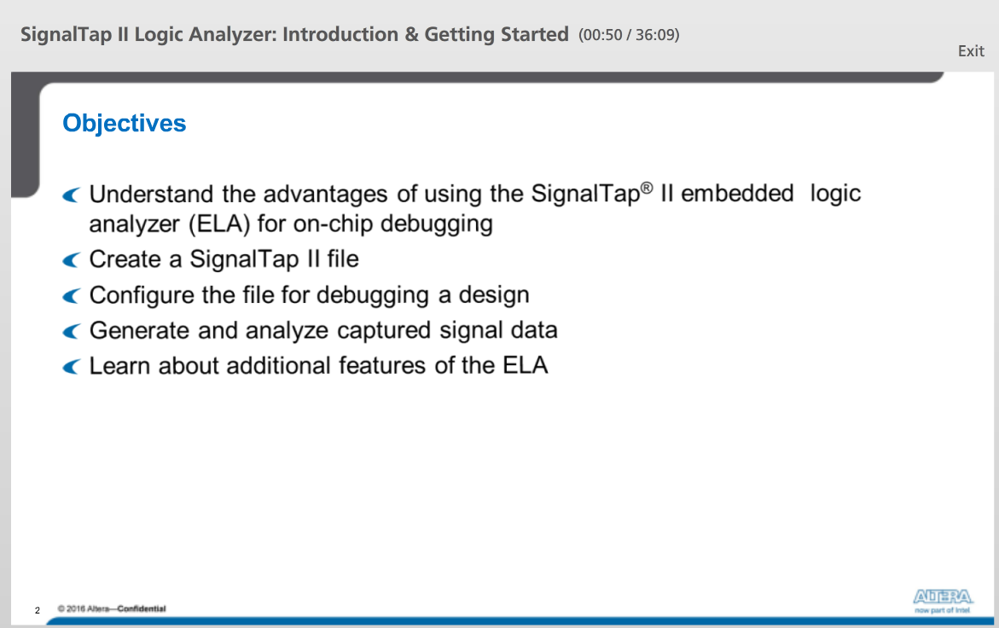 SignalTap II Logic Analyzer: Introduction & Getting Started (00:50 / 36:09)
Exit
Objectives
Understand the advantages of using the SignalTap® II embedded logic
analyzer (ELA) for on-chip debugging
Create a SignalTap II file
Configure the file for debugging a design
Generate and analyze captured signal data
Learn about additional features of the ELA
2
© 2016 Altera—Confidential
ALTERA
now part of Intel